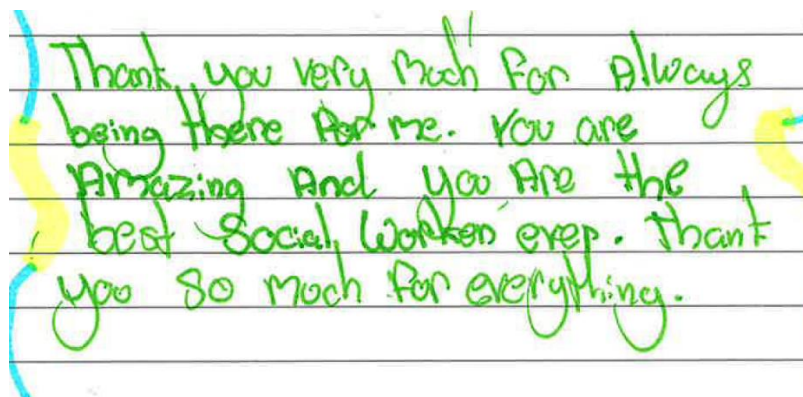 Thank you very much for Always
being there for me. You are
Amazing And you Are the
best social worker ever. Thank
you so much for everything.